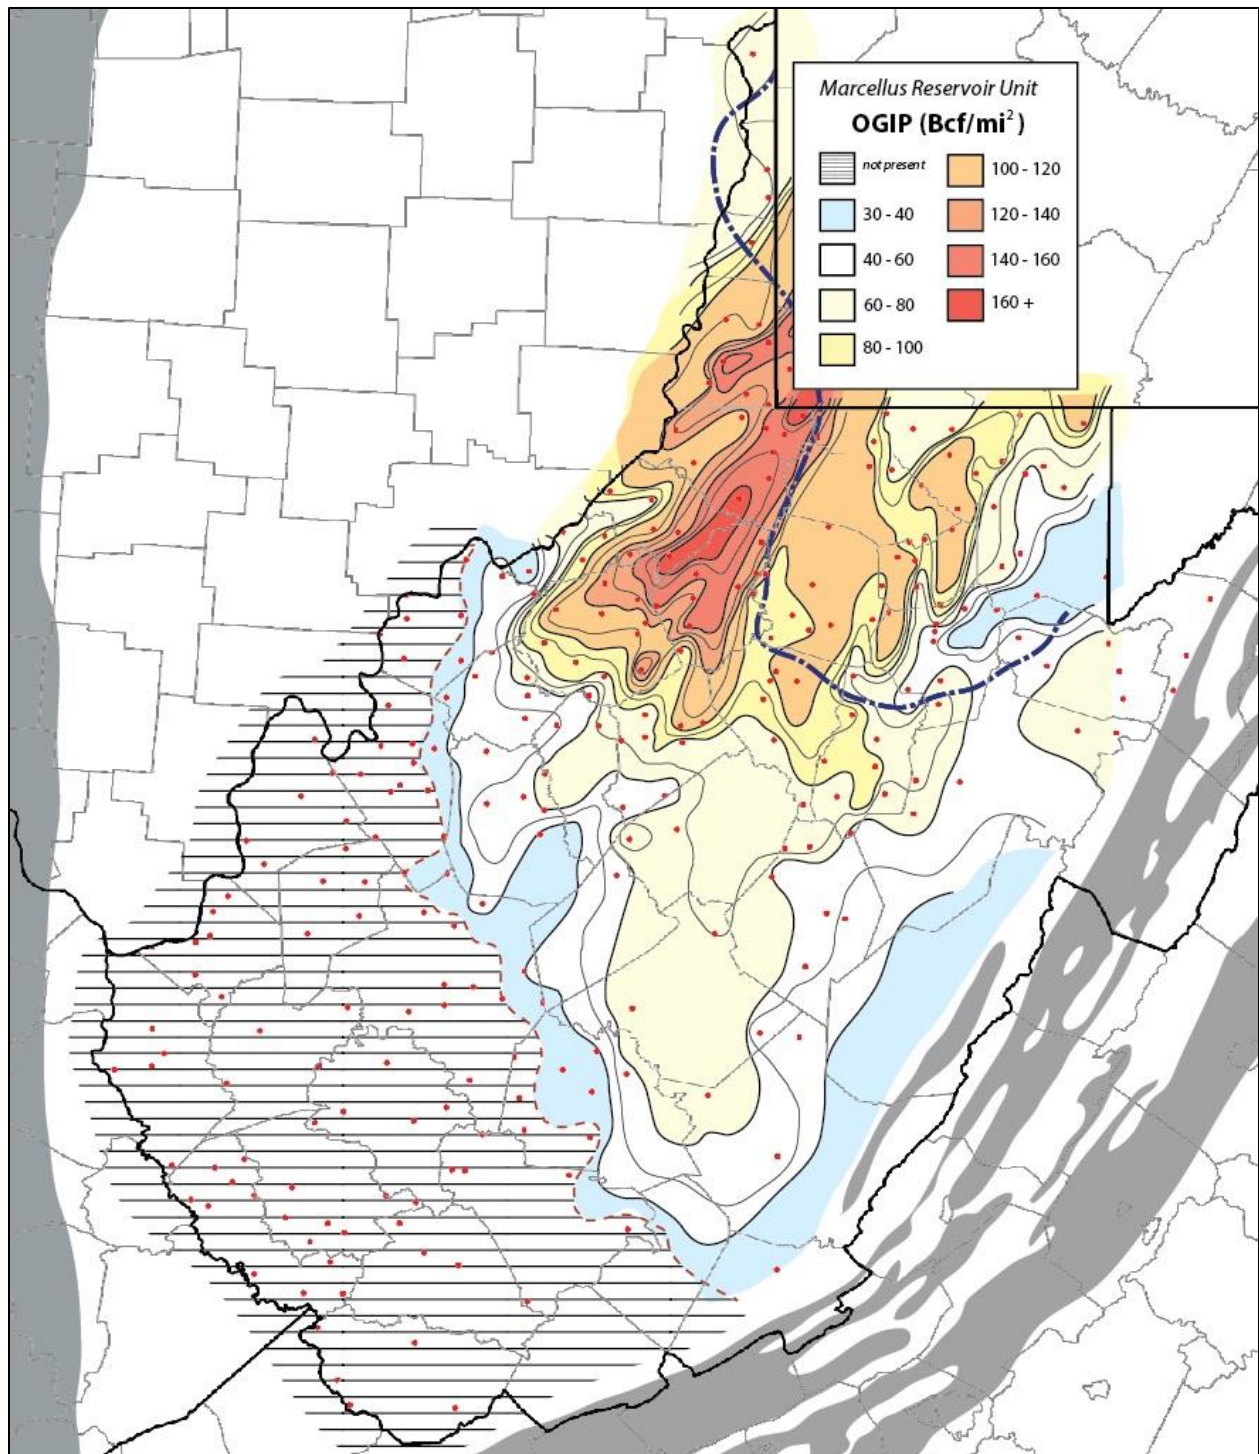 Marcellus Reservoir Unit
OGIP (Bcf/mi²)
not present
30 - 40
40 - 60
60 - 80
80 - 100
100 - 120
120 - 140
140 - 160
160 +